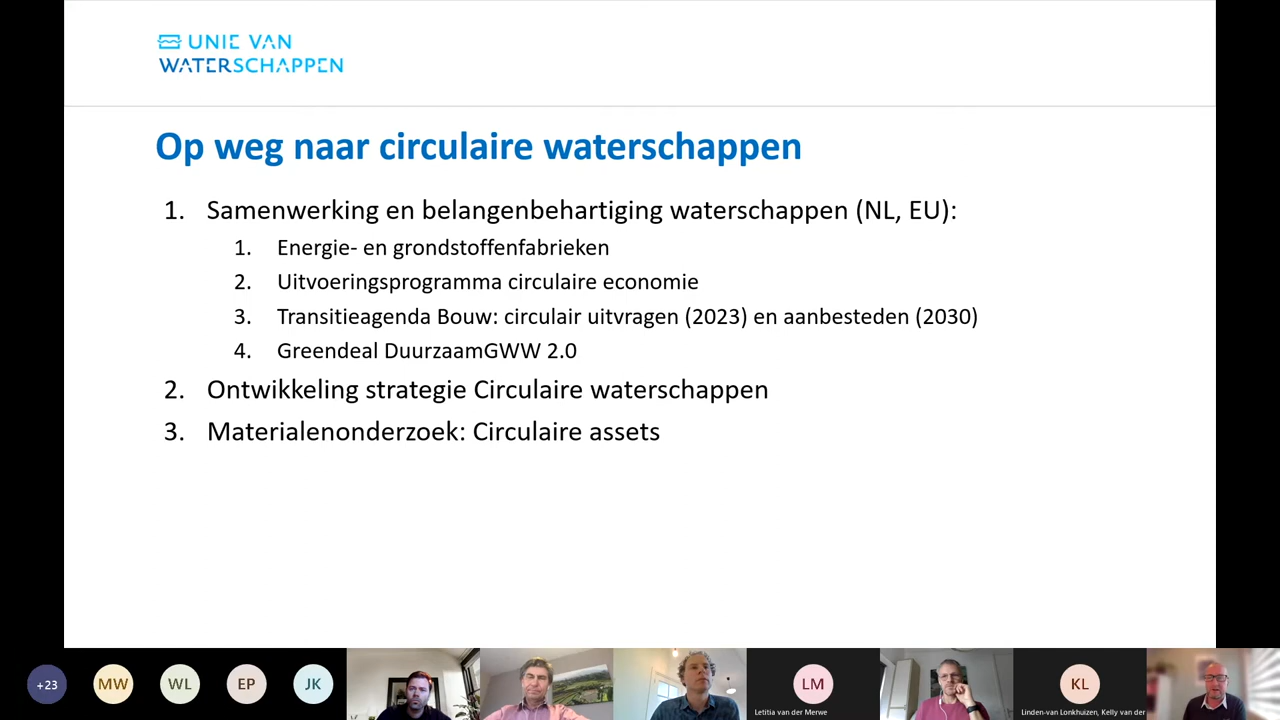 UNIE VAN
WATERSCHAPPEN
Op weg naar circulaire waterschappen
1. Samenwerking en belangenbehartiging waterschappen (NL, EU):
1. Energie- en grondstoffenfabrieken
2. Uitvoeringsprogramma circulaire economie
3. Transitieagenda Bouw: circulair uitvragen (2023) en aanbesteden (2030)
4. Greendeal DuurzaamGWW 2.0
2. Ontwikkeling strategie Circulaire waterschappen
3. Materialenonderzoek: Circulaire assets
+23 MW WL EP JK LM KL
Letitia van der Merwe
Linden-van Lonkhuizen, Kelly van der